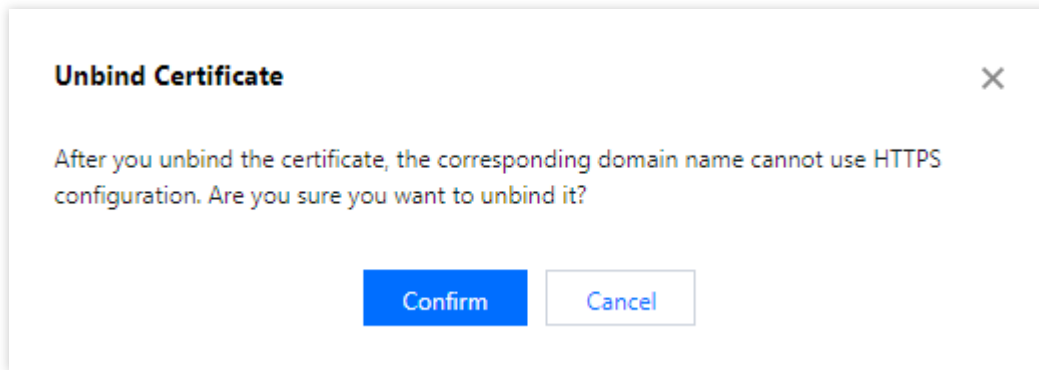 Unbind Certificate
After you unbind the certificate, the corresponding domain name cannot use HTTPS
configuration. Are you sure you want to unbind it?
Confirm
Cancel